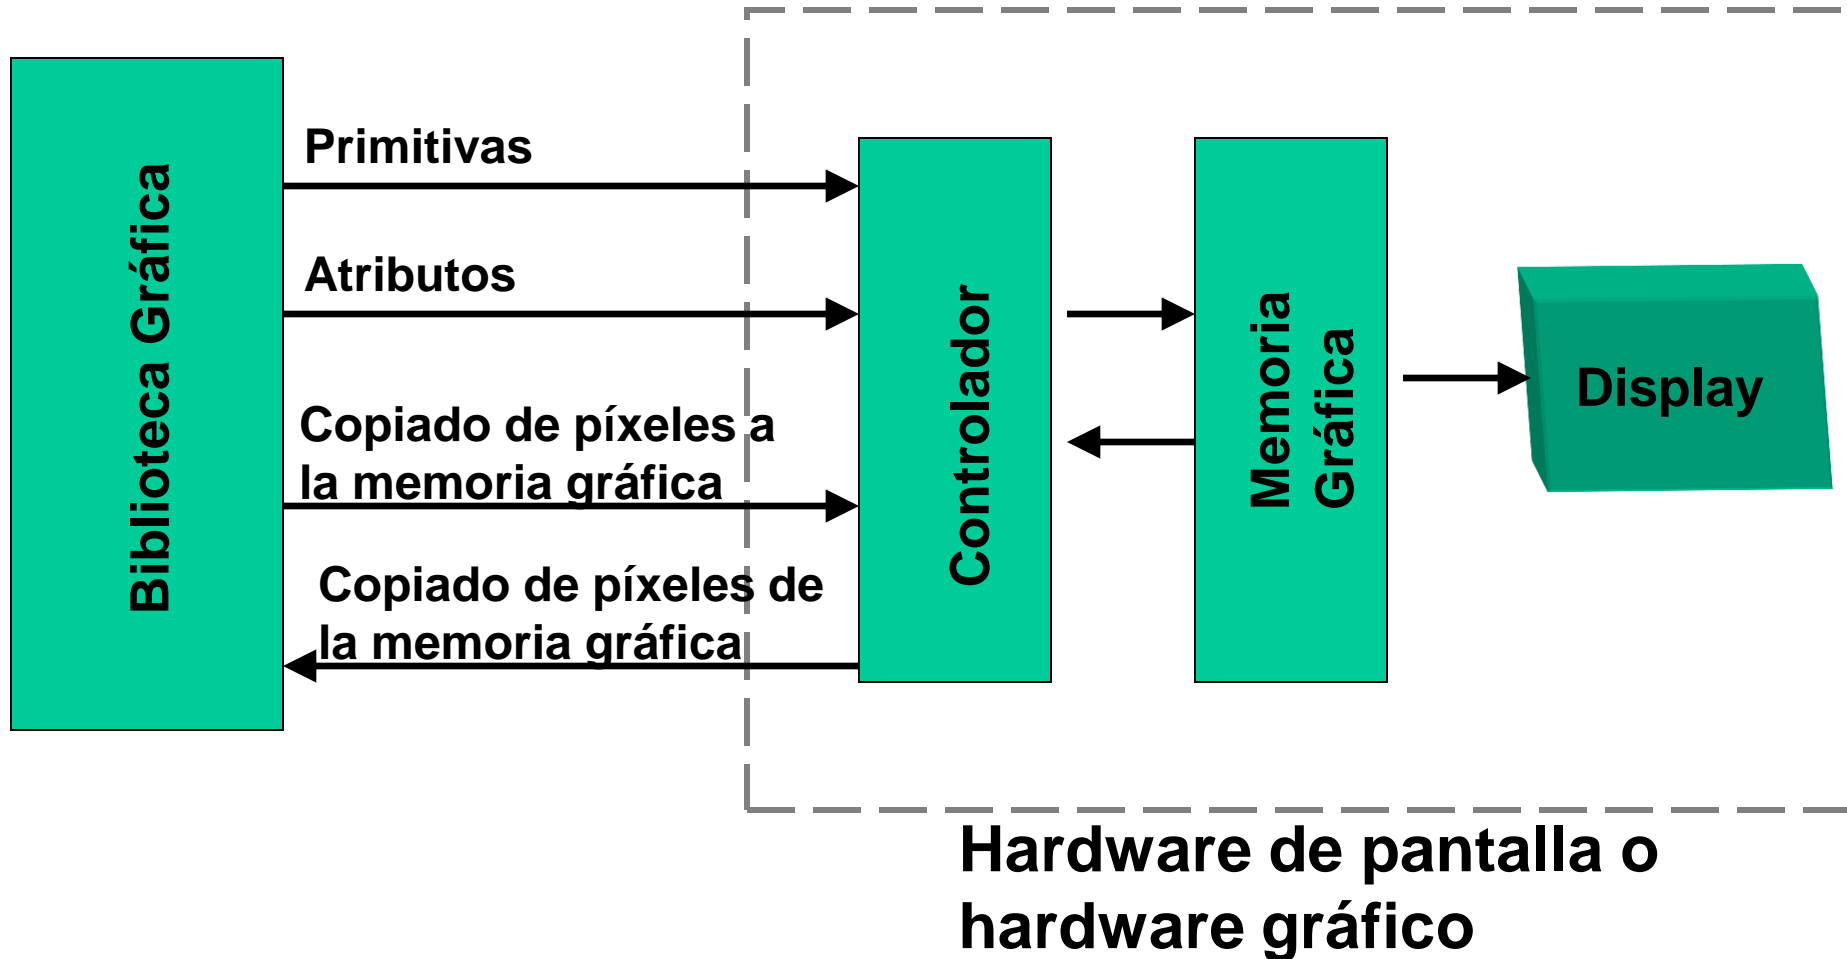 Biblioteca Gráfica
Primitivas
Atributos
Copiado de píxeles a
la memoria gráfica
Copiado de píxeles de
la memoria gráfica
Controlador
Memoria
Gráfica
Display
Hardware de pantalla o
hardware gráfico